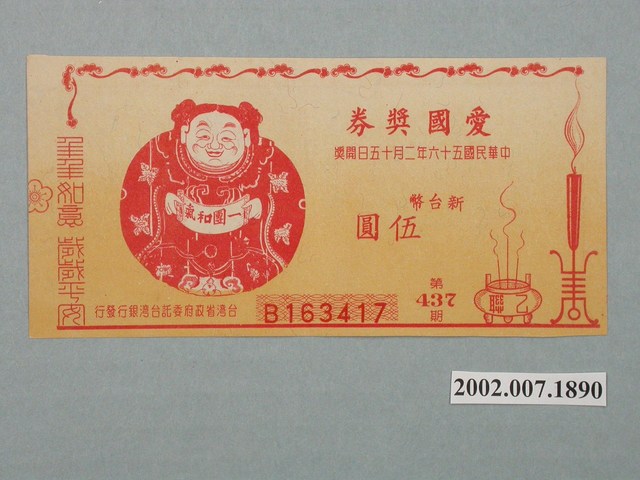 券獎國愛
獎開日五十月二年六十五國民華中
幣台新
圓伍
第
437
期
氣和團一
年年如意 歲歲平安
行發行銀灣台託委府政省灣台
B163417
聯乙
2002.007.1890